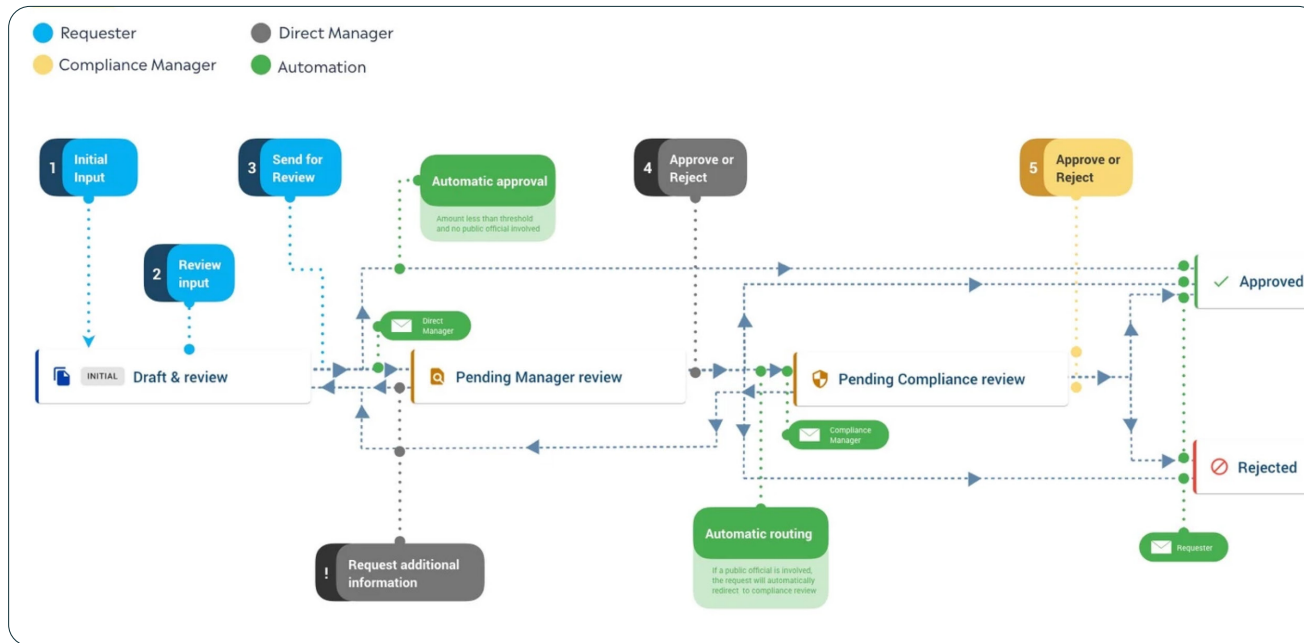 Requester
Direct Manager
Compliance Manager
Automation
1
Initial
Input
3
Send for
Review
Automatic approval
Amount less than threshold
and no public official involved
4
Approve or
Reject
5
Approve or
Reject
2
Review
input
Direct
Manager
Approved
INITIAL
Draft & review
Pending Manager review
Pending Compliance review
Compliance
Manager
Rejected
Automatic routing
If a public official is involved,
the request will automatically
redirect to compliance review
Requester
!
Request additional
information